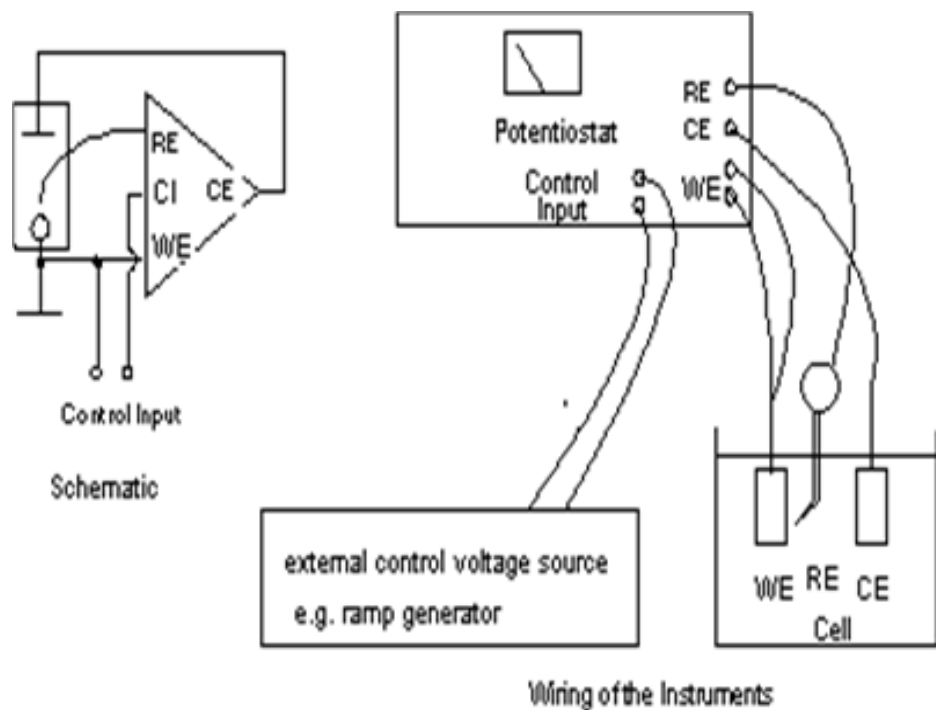 RE
CI
CE
WE
Control Input
Schematic
Potentiostat
RE
CE
WE
Control
Input
external control voltage source
e.g. ramp generator
WE
RE
CE
Cell
Wiring of the Instruments